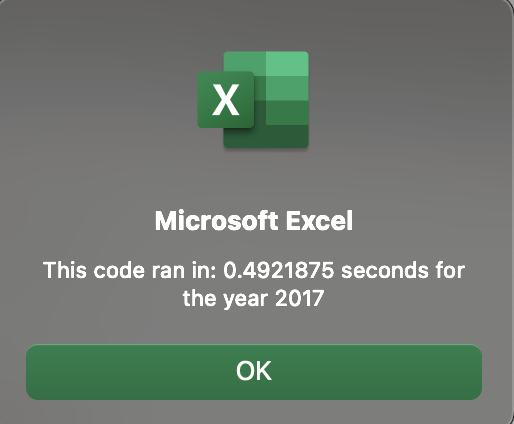 X
Microsoft Excel
This code ran in: 0.4921875 seconds for
the year 2017
OK